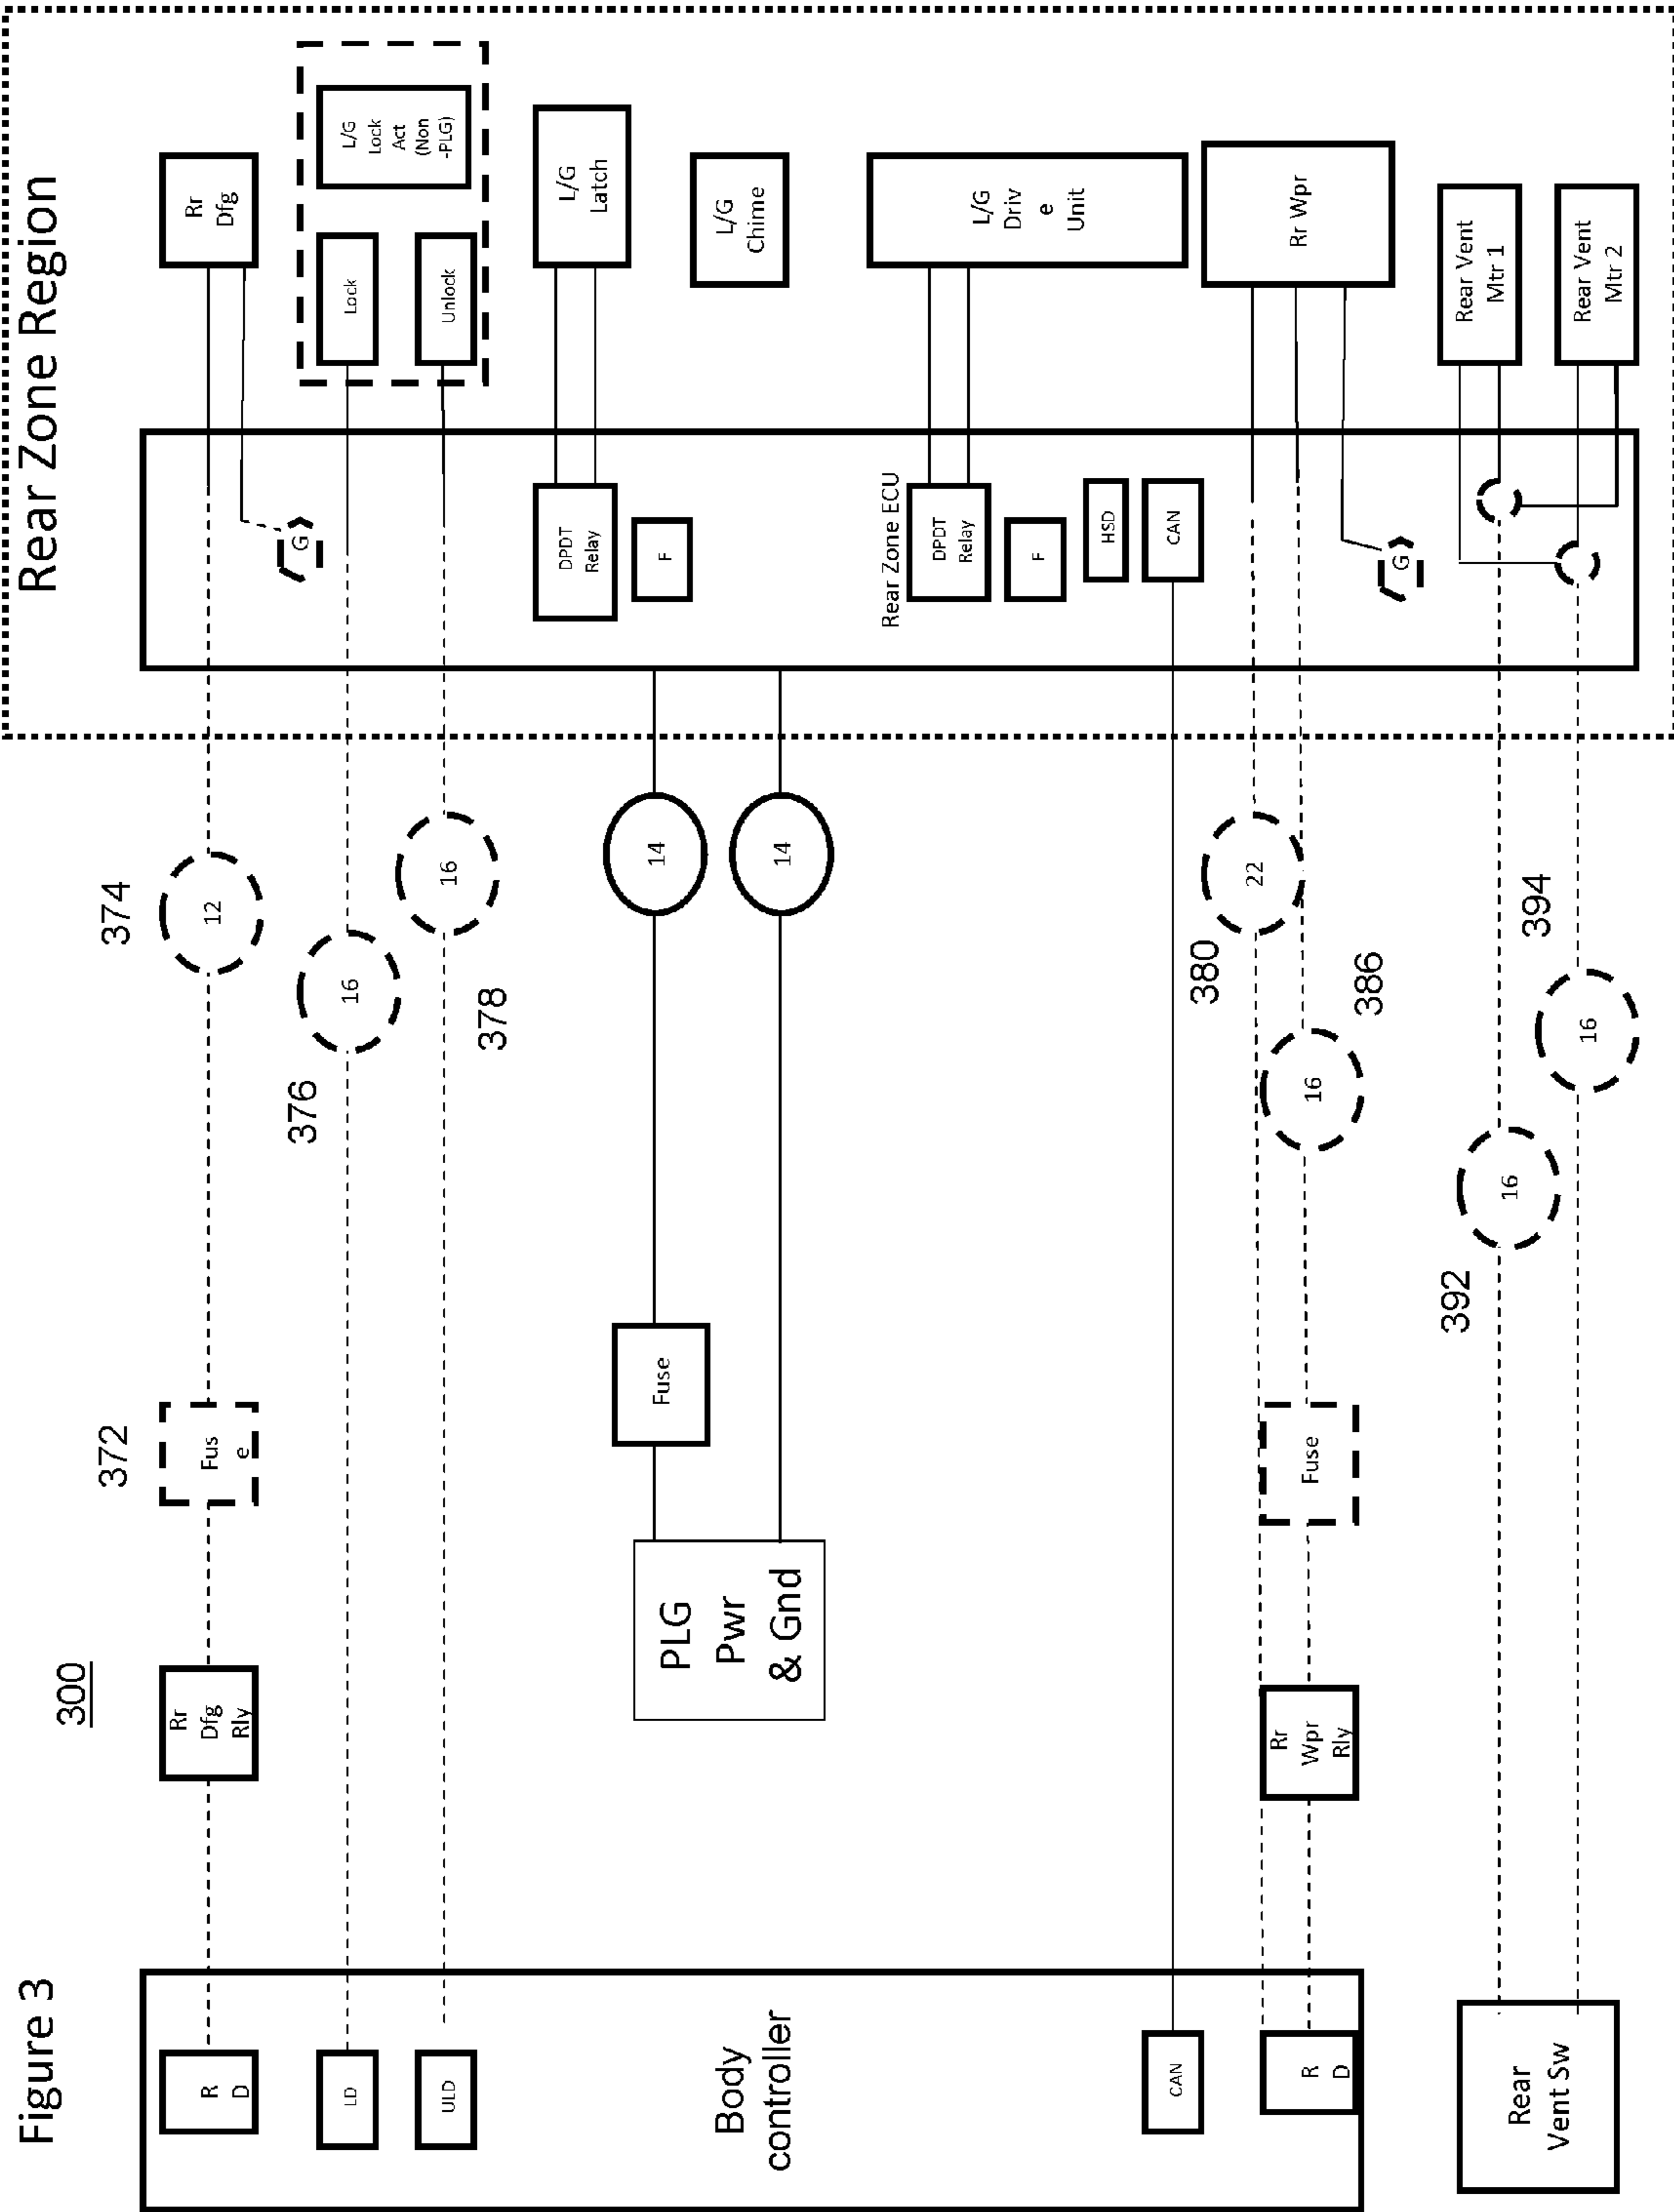 Figure 3
300
Rear Zone Region
R
D
Rr
Dfg
Rly
372
Fus
e
374
12
G
Rr
Dfg
LD
376
16
Lock
L/G
Lock
Act
(Non
-PLG)
ULD
378
16
Unlock
Body
controller
PLG
Pwr
& Gnd
Fuse
14
14
DPDT
Relay
F
L/G
Latch
L/G
Chime
Rear Zone ECU
DPDT
Relay
F
L/G
Driv
e
Unit
HSD
CAN
CAN
380
22
R
D
Rr
Wpr
Rly
Fuse
16
386
G
Rr Wpr
Rear
Vent Sw
392
16
394
16
Rear Vent
Mtr 1
Rear Vent
Mtr 2